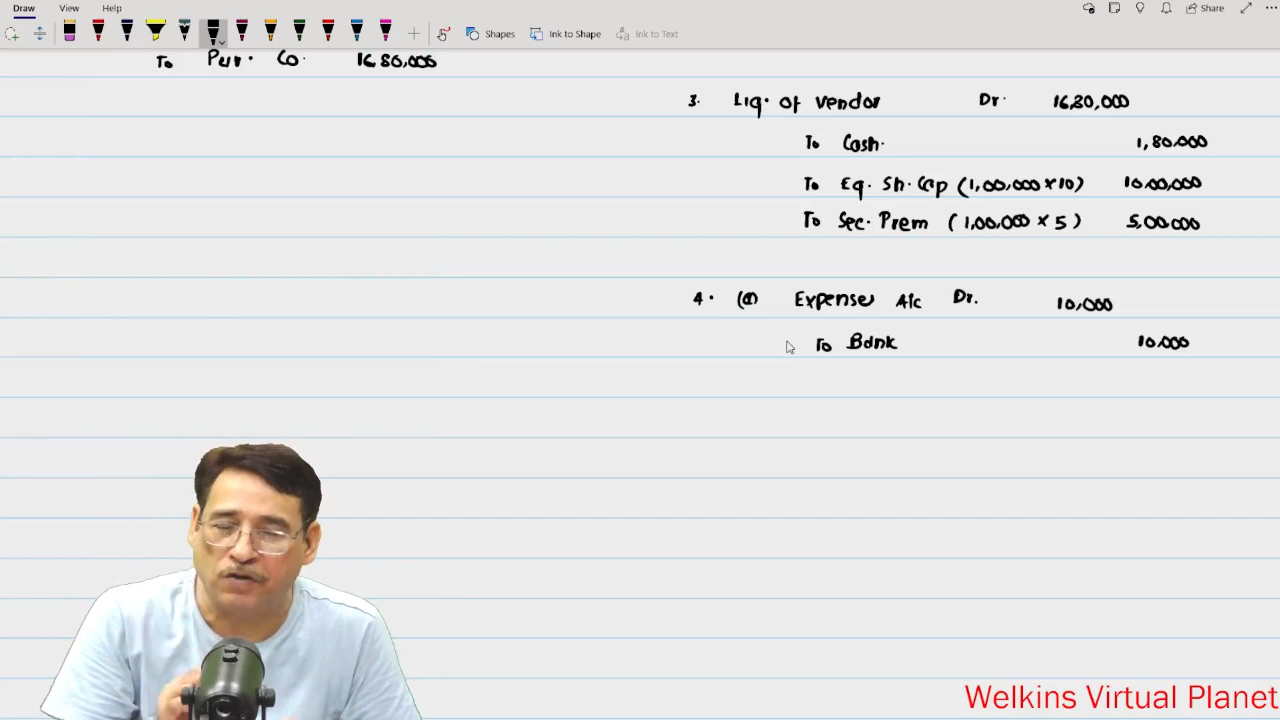 Draw View Help Share
Shapes Ink to Shape Ink to Text
To Pur. Co. 16,80,000
3. Liq. of Vendor Dr. 16,80,000
To Cash. 1,80,000
To Eq. Sh. Cap (1,00,000 × 10) 10,00,000
To Sec. Prem (1,00,000 × 5) 5,00,000
4. (a) Expense A/c Dr. 10,000
To Bank 10,000
Welkins Virtual Planet